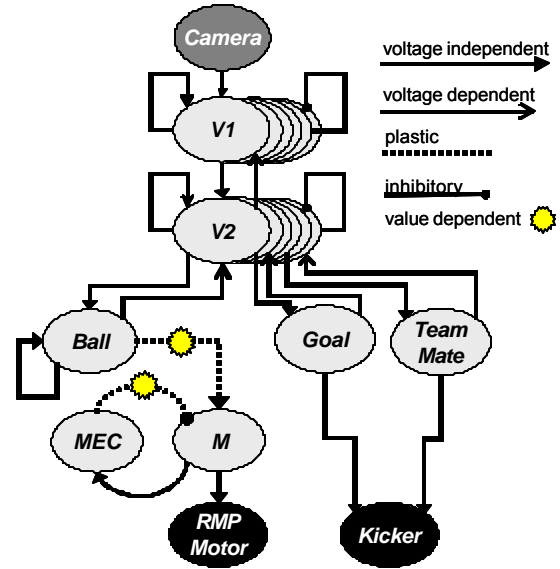 Camera
voltage independent
voltage dependent
V1
plastic
inhibitory
V2
value dependent
Ball
Goal
Team
Mate
MEC
M
RMP
Motor
Kicker